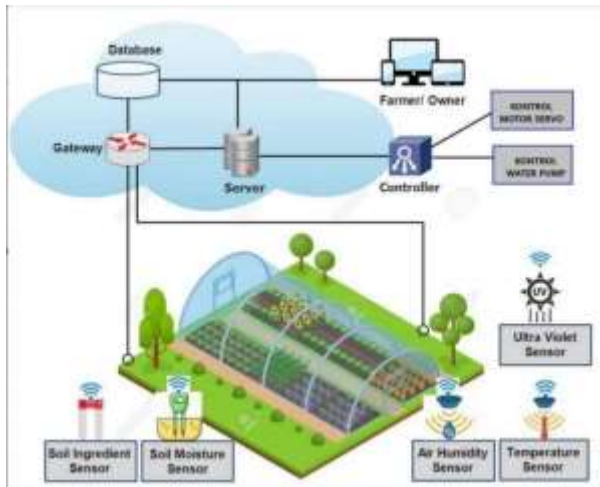 Database
Farmer/ Owner
KONTROL
MOTOR SERVO
Gateway
Server
Controller
KONTROL
WATER PUMP
UV
Ultra Violet
Sensor
Soil Ingredient
Sensor
Soil Moisture
Sensor
Air Humidity
Sensor
Temperature
Sensor